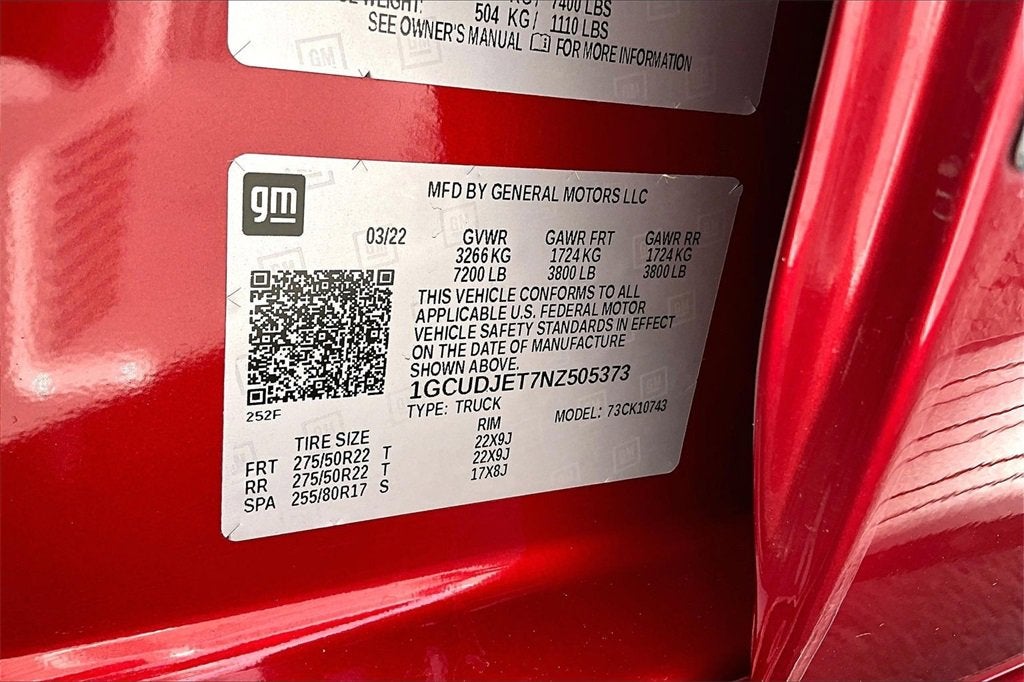 7400 LBS
WEIGHT: 504 KG/ 1110 LBS
SEE OWNER'S MANUAL FOR MORE INFORMATION
GM
gm
MFD BY GENERAL MOTORS LLC
03/22 GVWR GAWR FRT GAWR RR
3266 KG 1724 KG 1724 KG
7200 LB 3800 LB 3800 LB
THIS VEHICLE CONFORMS TO ALL
APPLICABLE U.S. FEDERAL MOTOR
VEHICLE SAFETY STANDARDS IN EFFECT
ON THE DATE OF MANUFACTURE
SHOWN ABOVE.
1GCUDJET7NZ505373
252F
TYPE: TRUCK MODEL: 73CK10743
TIRE SIZE RIM
FRT 275/50R22 T 22X9J
RR 275/50R22 T 22X9J
SPA 255/80R17 S 17X8J